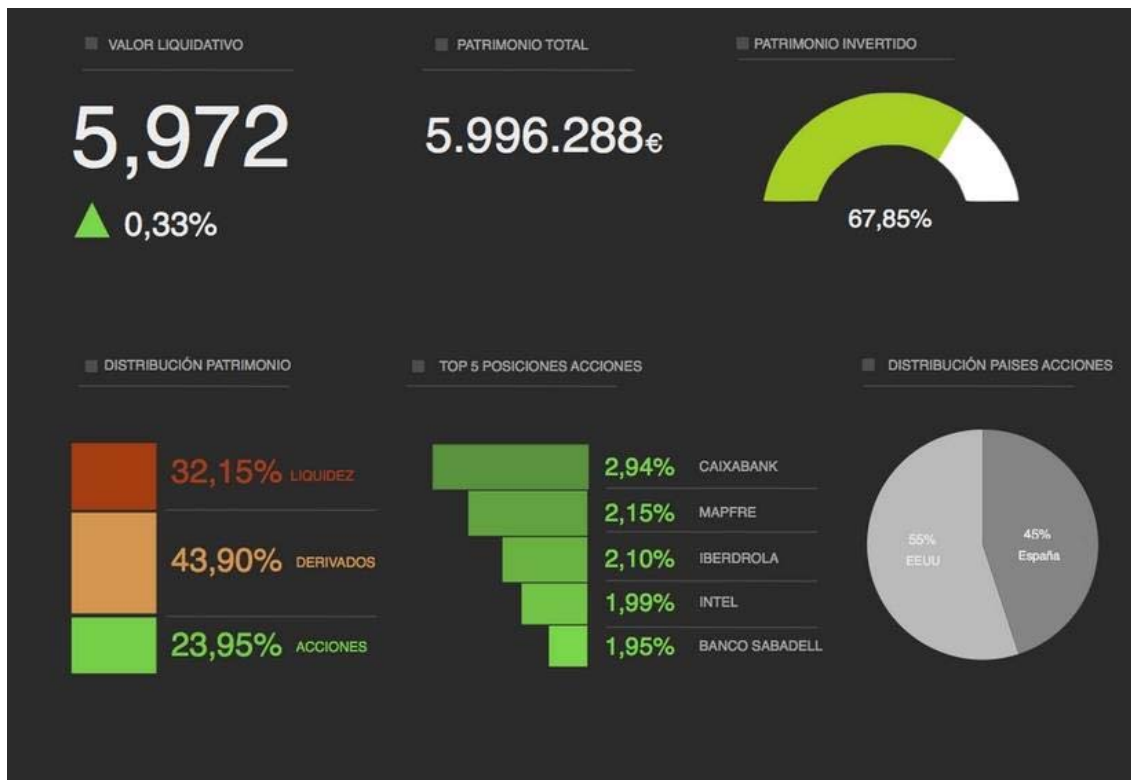 VALOR LIQUIDATIVO
5,972
0,33%
PATRIMONIO TOTAL
5.996.288€
PATRIMONIO INVERTIDO
67,85%
DISTRIBUCIÓN PATRIMONIO
32,15% LIQUIDEZ
43,90% DERIVADOS
23,95% ACCIONES
TOP 5 POSICIONES ACCIONES
2,94% CAIXABANK
2,15% MAPFRE
2,10% IBERDROLA
1,99% INTEL
1,95% BANCO SABADELL
DISTRIBUCIÓN PAISES ACCIONES
55%
EEUU
45%
España